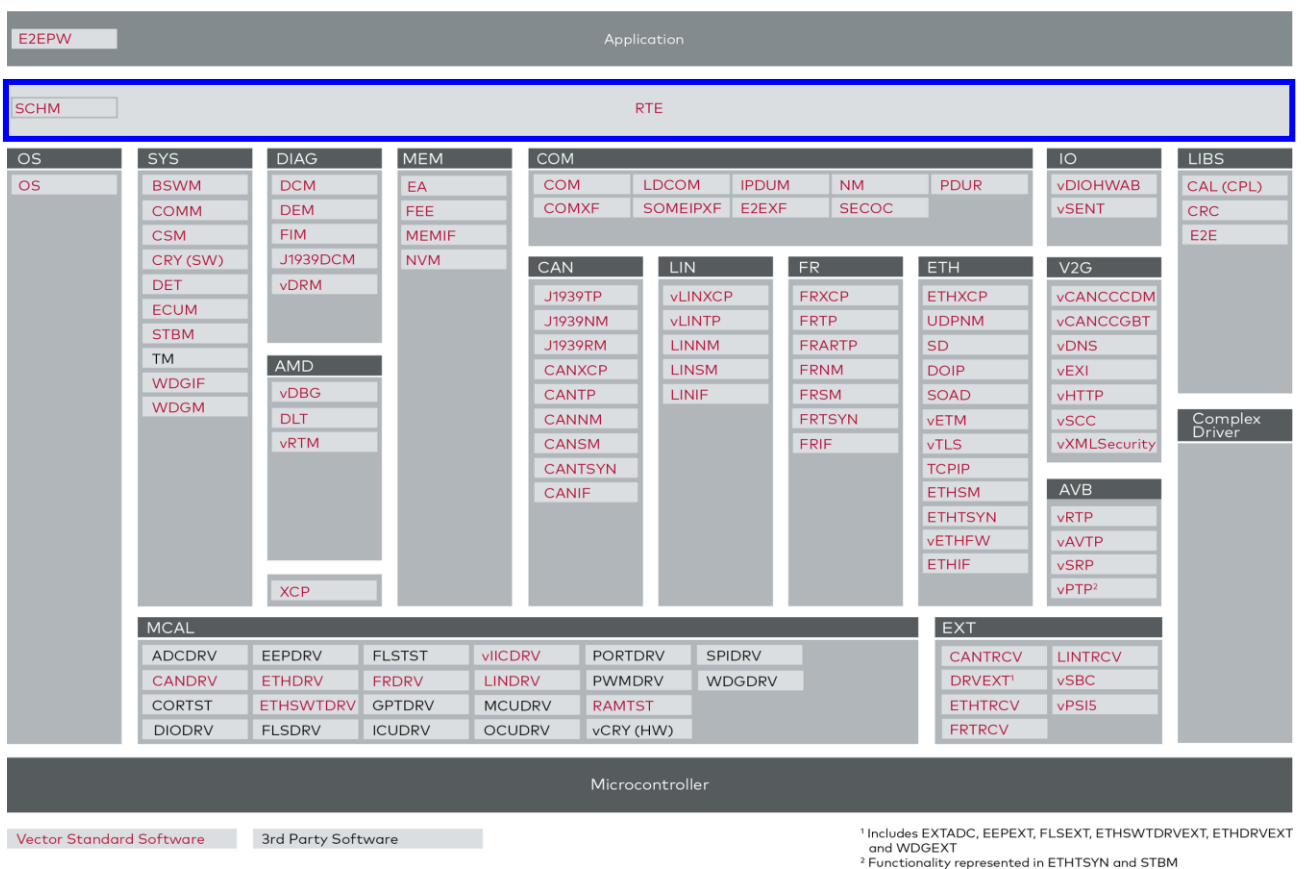 E2EPW
Application
SCHM
RTE
OS
OS
SYS
BSWM
COMM
CSM
CRY (SW)
DET
ECUM
STBM
TM
WDGIF
WDGM
DIAG
DCM
DEM
FIM
J1939DCM
vDRM
AMD
vDBG
DLT
vRTM
XCP
MEM
EA
FEE
MEMIF
NVM
COM
COM LDCOM IPDUM NM PDUR
COMXF SOMEIPXF E2EXF SECOC
CAN
J1939TP
J1939NM
J1939RM
CANXCP
CANTP
CANNM
CANSM
CANTSYN
CANIF
LIN
vLINXCP
vLINTP
LINNM
LINSM
LINIF
FR
FRXCP
FRTP
FRARTP
FRNM
FRSM
FRTSYN
FRIF
ETH
ETHXCP
UDPNM
SD
DOIP
SOAD
vETM
vTLS
TCPIP
ETHSM
ETHTSYN
vETHFW
ETHIF
IO
vDIOHWAB
vSENT
V2G
vCANCCCDM
vCANCCGBT
vDNS
vEXI
vHTTP
vSCC
vXMLSecurity
AVB
vRTP
vAVTP
vSRP
vPTP²
LIBS
CAL (CPL)
CRC
E2E
Complex
Driver
MCAL
ADCDRV EEPDRV FLSTST vIICDRV PORTDRV SPIDRV
CANDRV ETHDRV FRDRV LINDRV PWMDRV WDGDRV
CORTST ETHSWTDRV GPTDRV MCUDRV RAMTST
DIODRV FLSDRV ICUDRV OCUDRV vCRY (HW)
EXT
CANTRCV LINTRCV
DRVEXT¹ vSBC
ETHTRCV vPSI5
FRTRCV
Microcontroller
Vector Standard Software
3rd Party Software
¹ Includes EXTADC, EEPEXT, FLSEXT, ETHSWTDRVEXT, ETHDRVEXT
and WDGEXT
² Functionality represented in ETHTSYN and STBM